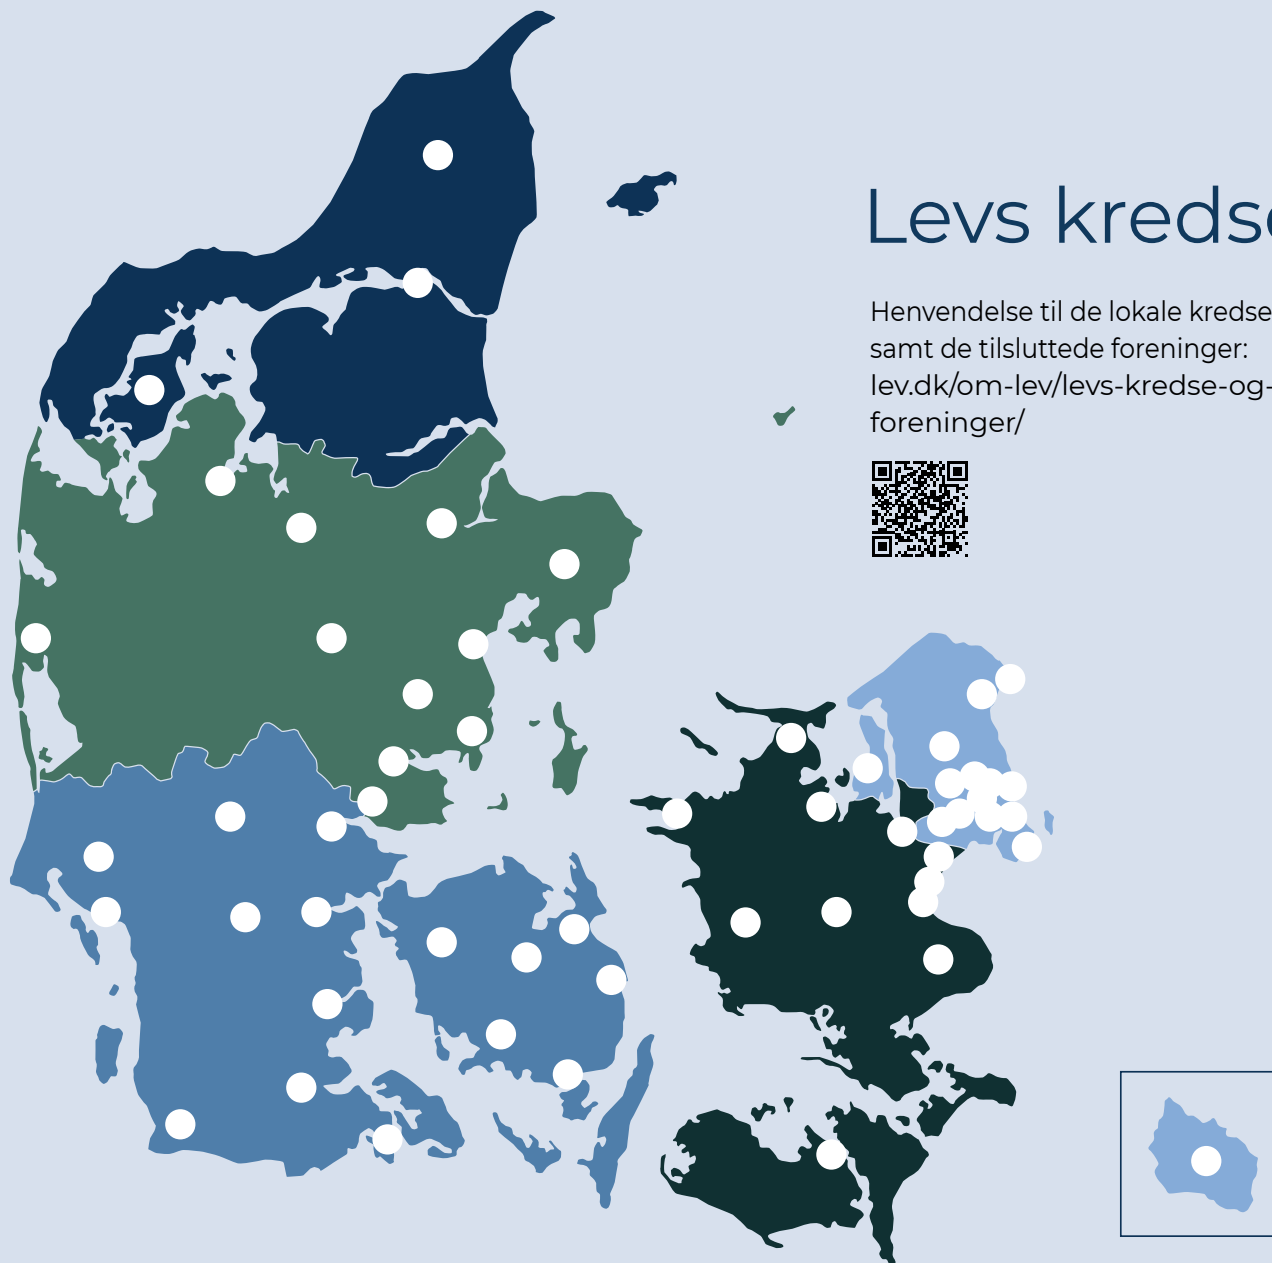 Levs kredse
Henvendelse til de lokale kredse
samt de tilsluttede foreninger:
lev.dk/om-lev/levs-kredse-og-
foreninger/